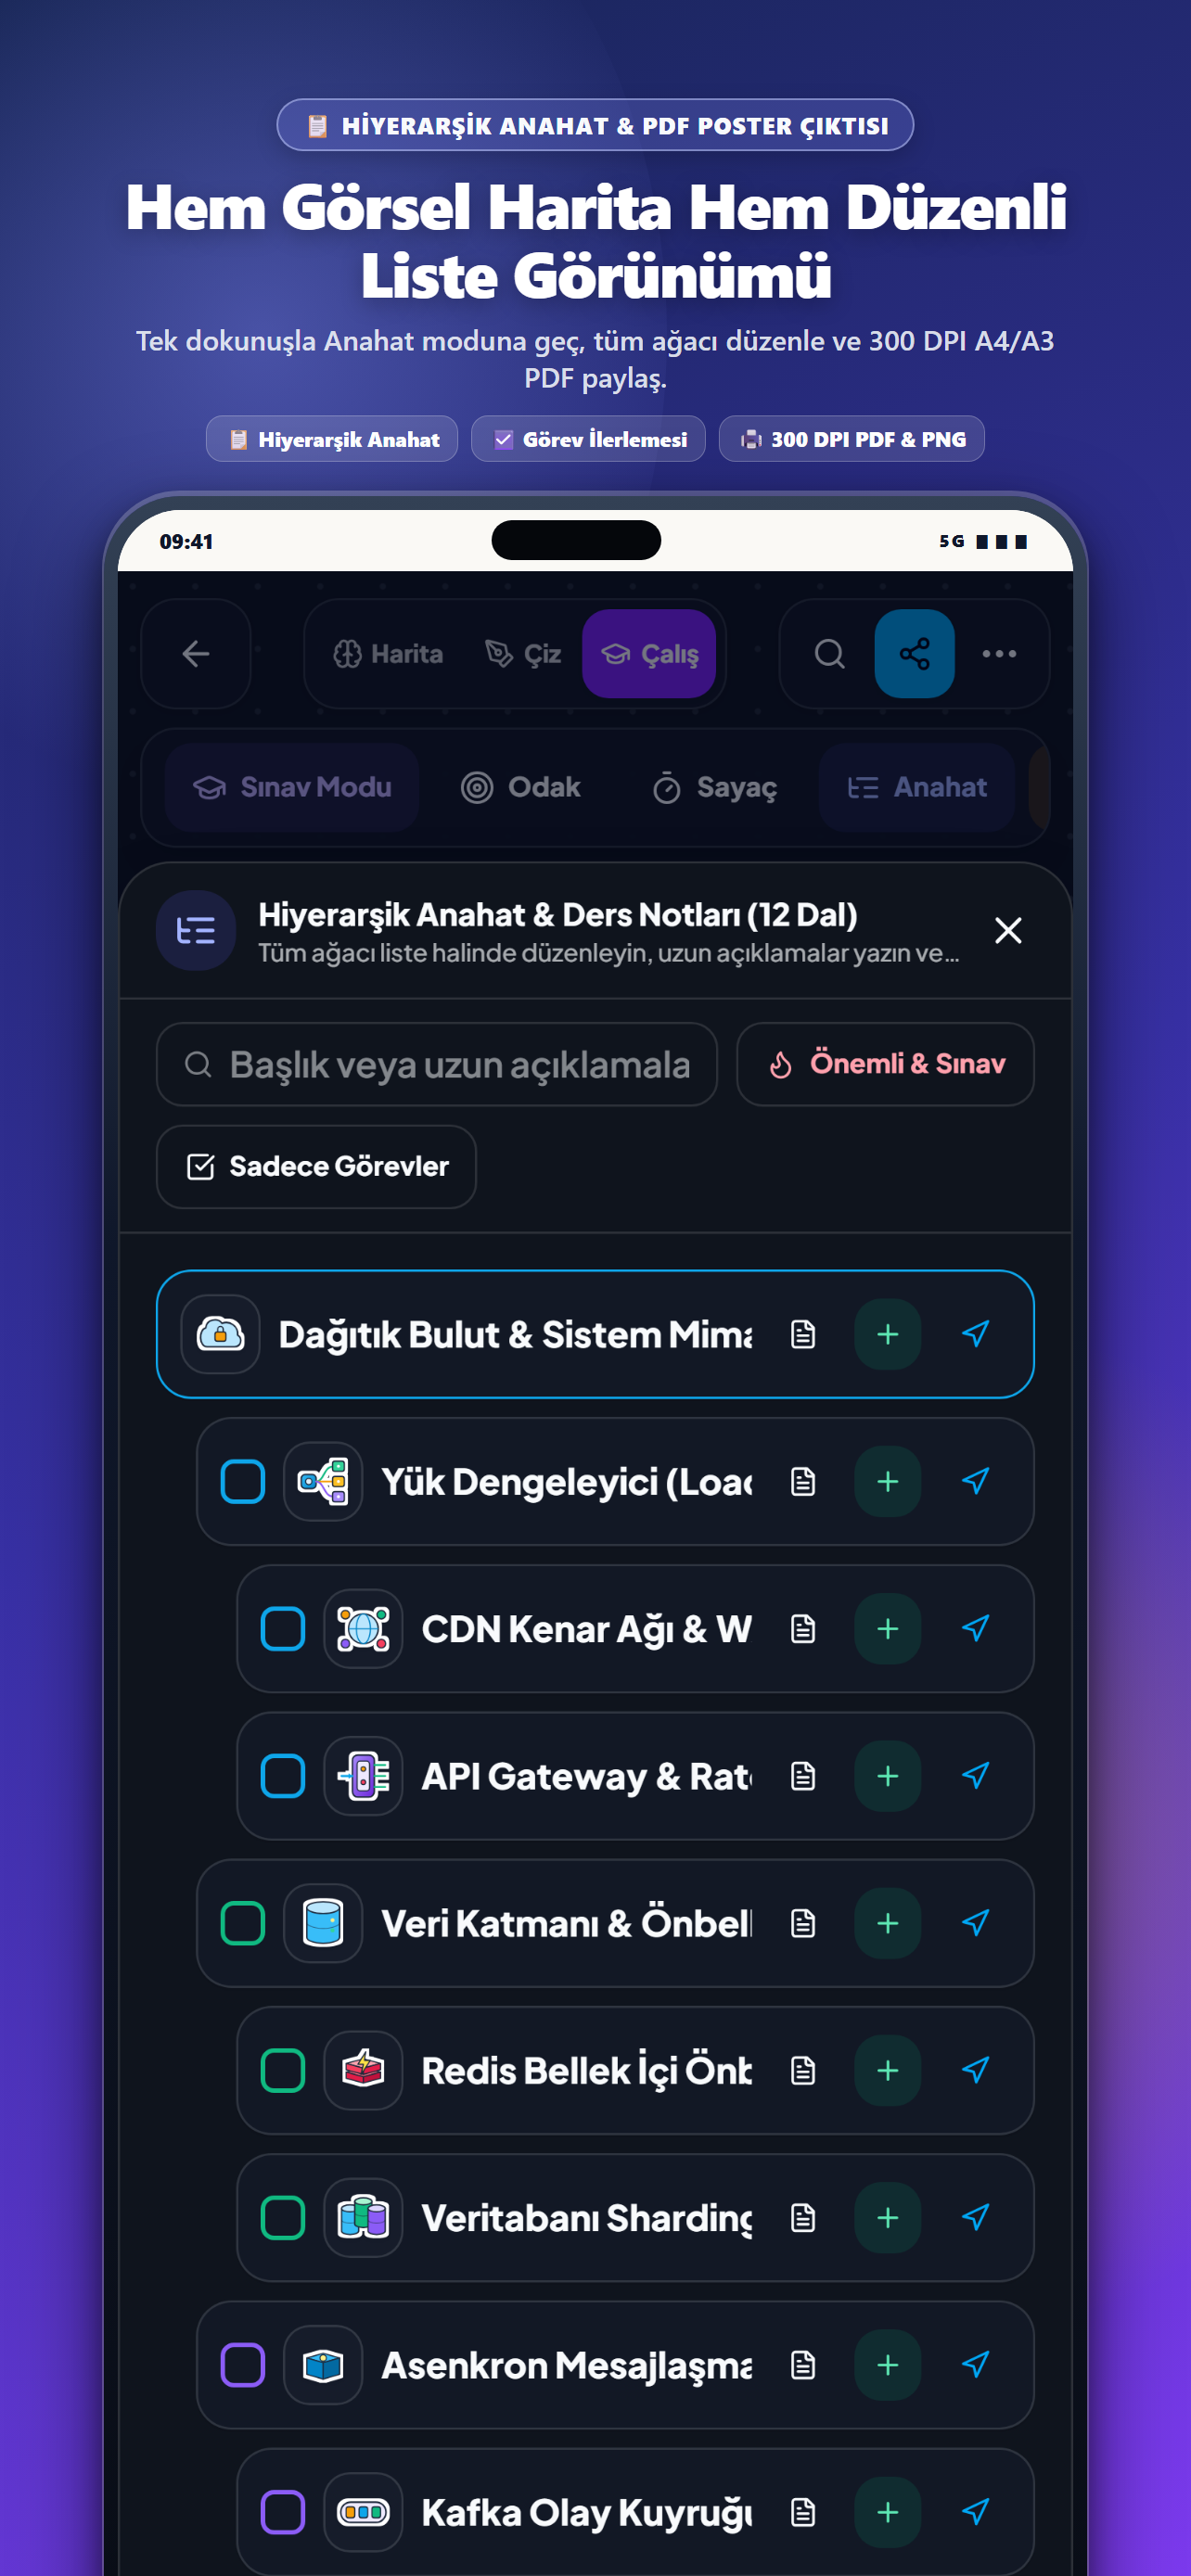 HİYERARŞİK ANAHAT & PDF POSTER ÇIKTISI
Hem Görsel Harita Hem Düzenli
Liste Görünümü
Tek dokunuşla Anahat moduna geç, tüm ağacı düzenle ve 300 DPI A4/A3
PDF paylaş.
Hiyerarşik Anahat
Görev İlerlemesi
300 DPI PDF & PNG
09:41
5G
Harita
Çiz
Çalış
Sınav Modu
Odak
Sayaç
Anahat
Hiyerarşik Anahat & Ders Notları (12 Dal)
Tüm ağacı liste halinde düzenleyin, uzun açıklamalar yazın ve...
Başlık veya uzun açıklamala
Önemli & Sınav
Sadece Görevler
Dağıtık Bulut & Sistem Mima
Yük Dengeleyici (Loac
CDN Kenar Ağı & W
API Gateway & Rat
Veri Katmanı & Önbell
Redis Bellek İçi Önb
Veritabanı Sharding
Asenkron Mesajlaşma
Kafka Olay Kuyruğu